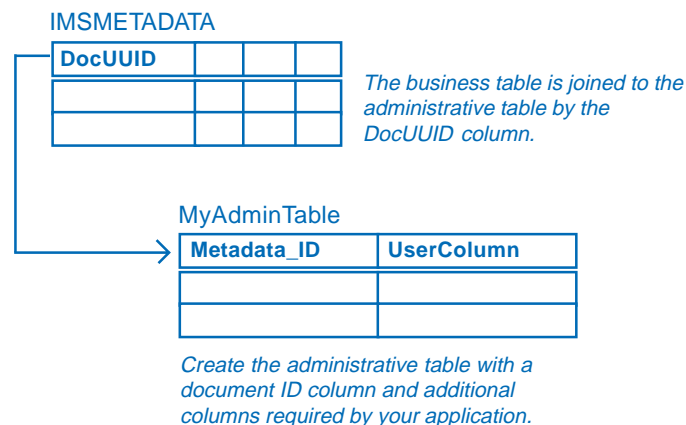 IMSMETADATA
DocUUID
The business table is joined to the
administrative table by the
DocUUID column.
MyAdminTable
Metadata_ID UserColumn
Create the administrative table with a
document ID column and additional
columns required by your application.